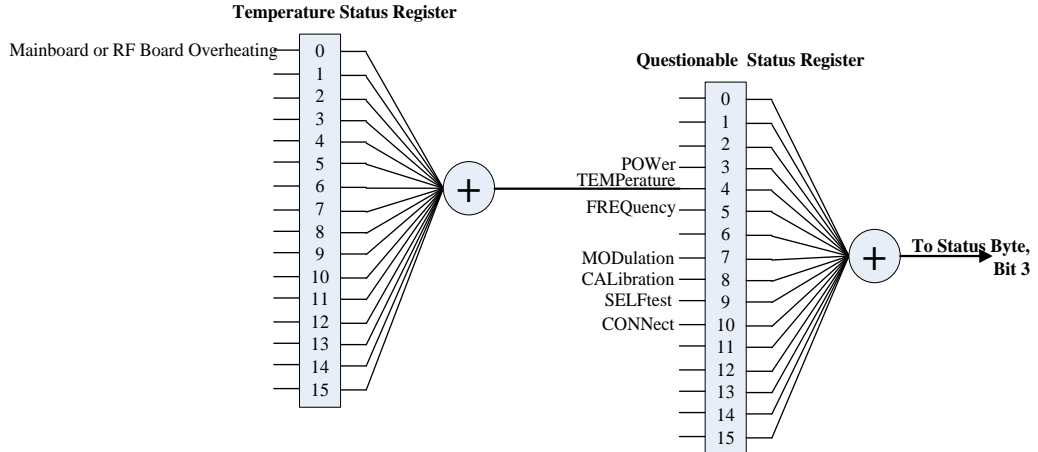 Temperature Status Register
Mainboard or RF Board Overheating
0
1
2
3
4
5
6
7
8
9
10
11
12
13
14
15
+
Questionable Status Register
POWer
TEMPerature
FREQuency
MODulation
CALibration
SELFtest
CONNect
0
1
2
3
4
5
6
7
8
9
10
11
12
13
14
15
+
To Status Byte,
Bit 3